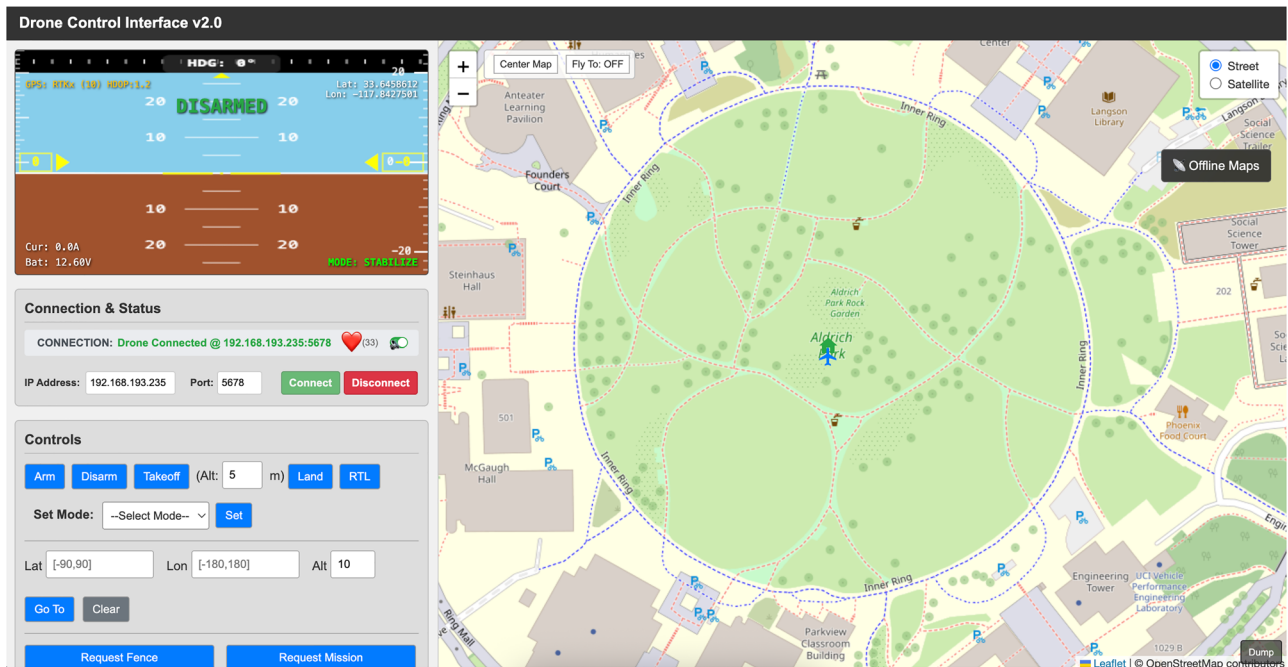 Drone Control Interface v2.0
HDG: 0°
GPS: RTKx (10) HDOP:1.2
Lat: 33.6458612
Lon: -117.8427501
20
20 DISARMED 20
10 10
0
0-0
10 10
20 20
-20
Cur: 0.0A
Bat: 12.60V
MODE: STABILIZE
Connection & Status
CONNECTION: Drone Connected @ 192.168.193.235:5678 (33)
IP Address: 192.168.193.235 Port: 5678 Connect Disconnect
Controls
Arm Disarm Takeoff (Alt: 5 m) Land RTL
Set Mode: --Select Mode-- Set
Lat [-90,90] Lon [-180,180] Alt 10
Go To Clear
Request Fence Request Mission
+
−
Center Map Fly To: OFF
Street
Satellite
Offline Maps
Center
Anteater
Learning
Pavilion
Founders
Court
Inner Ring
Inner Ring
Langson
Library
Langson
Social
Science
Trailer
Social
Science
Tower
202
Steinhaus
Hall
Aldrich
Park Rock
Garden
Aldrich
Park
Inner Ring
501
McGaugh
Hall
Inner Ring
Phoenix
Food Court
Inner Ring
Engineering
Tower
UCI Vehicle
Performance
Engineering
Laboratory
Ring Mall
Parkview
Classroom
Building
1029 B
Dump
Leaflet | © OpenStreetMap contributors